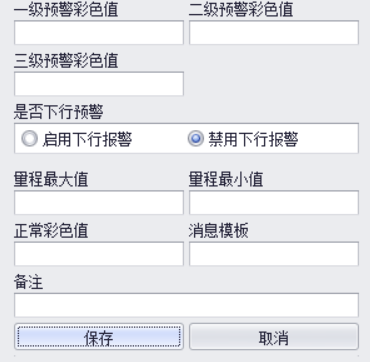 一级预警彩色值 二级预警彩色值
三级预警彩色值
是否下行预警
启用下行报警 禁用下行报警
量程最大值 量程最小值
正常彩色值 消息模板
备注
保存 取消